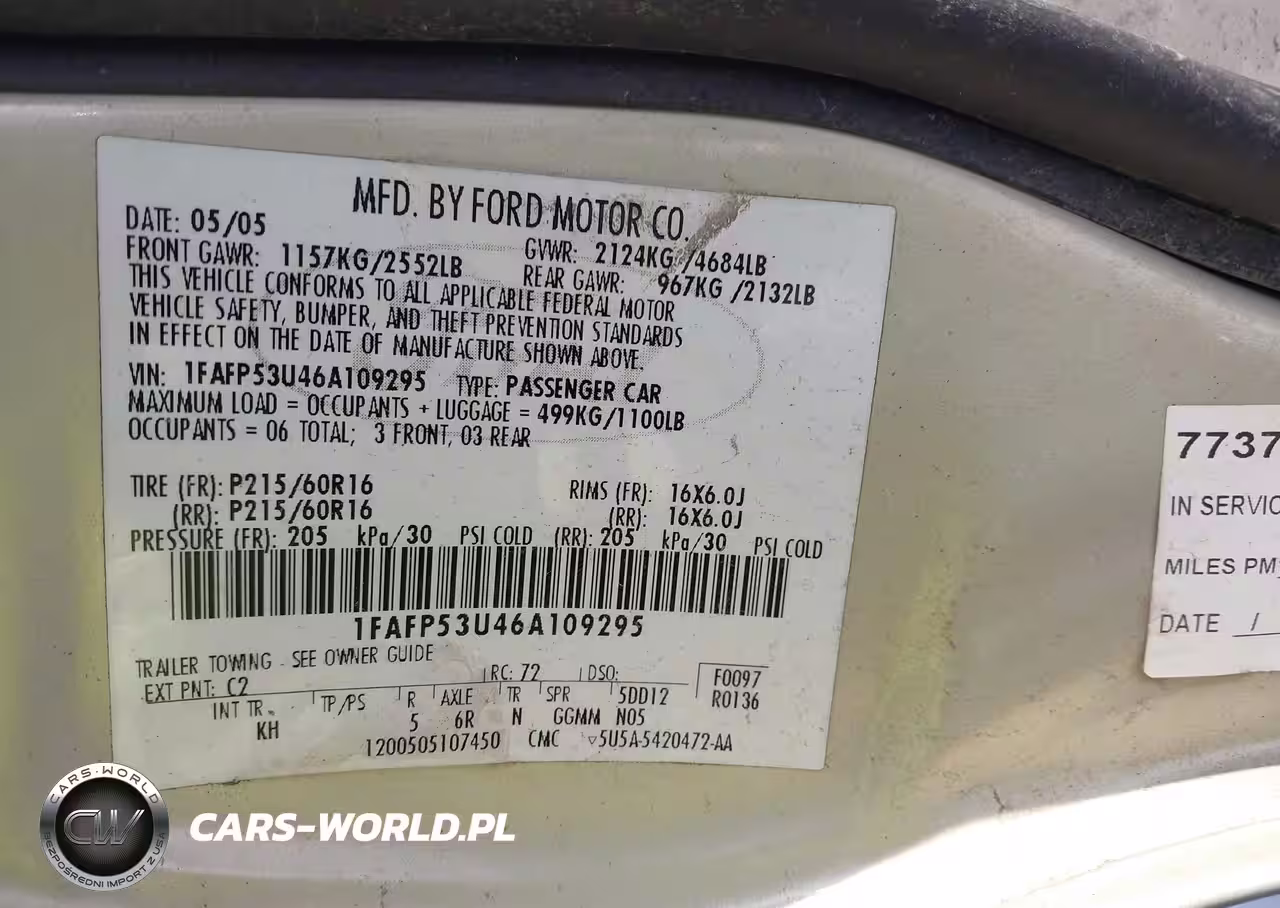 MFD. BY FORD MOTOR CO.
DATE: 05/05
GVWR: 2124KG /4684LB
FRONT GAWR: 1157KG/2552LB
REAR GAWR: 967KG /2132LB
THIS VEHICLE CONFORMS TO ALL APPLICABLE FEDERAL MOTOR
VEHICLE SAFETY, BUMPER, AND THEFT PREVENTION STANDARDS
IN EFFECT ON THE DATE OF MANUFACTURE SHOWN ABOVE.
VIN: 1FAFP53U46A109295 TYPE: PASSENGER CAR
MAXIMUM LOAD = OCCUPANTS + LUGGAGE = 499KG/1100LB
OCCUPANTS = 06 TOTAL; 3 FRONT, 03 REAR
TIRE (FR): P215/60R16 RIMS (FR): 16X6.0J
(RR): P215/60R16 (RR): 16X6.0J
PRESSURE (FR): 205 kPa/30 PSI COLD (RR): 205 kPa/30 PSI COLD
1FAFP53U46A109295
TRAILER TOWING - SEE OWNER GUIDE
EXT PNT: C2 RC: 72 DSO: F0097
INT TR. TP/PS R AXLE TR SPR 5DD12 R0136
KH 5 6R N GGMM N05
1200505107450 CMC ▿5U5A-5420472-AA
7737
IN SERVIC
MILES PM
DATE /
CARS-WORLD
CW
BEZPOŚREDNI IMPORT Z USA
CARS-WORLD.PL